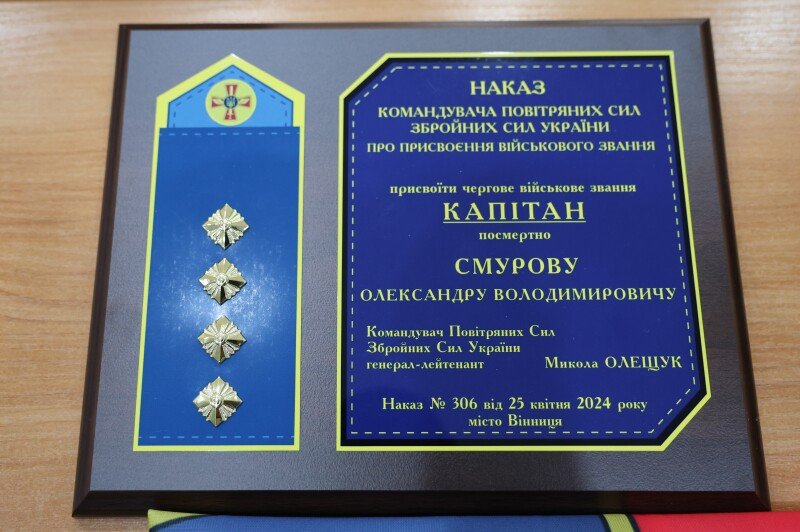 НАКАЗ
КОМАНДУВАЧА ПОВІТРЯНИХ СИЛ
ЗБРОЙНИХ СИЛ УКРАЇНИ
ПРО ПРИСВОЄННЯ ВІЙСЬКОВОГО ЗВАННЯ
присвоїти чергове військове звання
КАПІТАН
посмертно
СМУРОВУ
ОЛЕКСАНДРУ ВОЛОДИМИРОВИЧУ
Командувач Повітряних Сил
Збройних Сил України
генерал-лейтенант Микола ОЛЕЩУК
Наказ № 306 від 25 квітня 2024 року
місто Вінниця